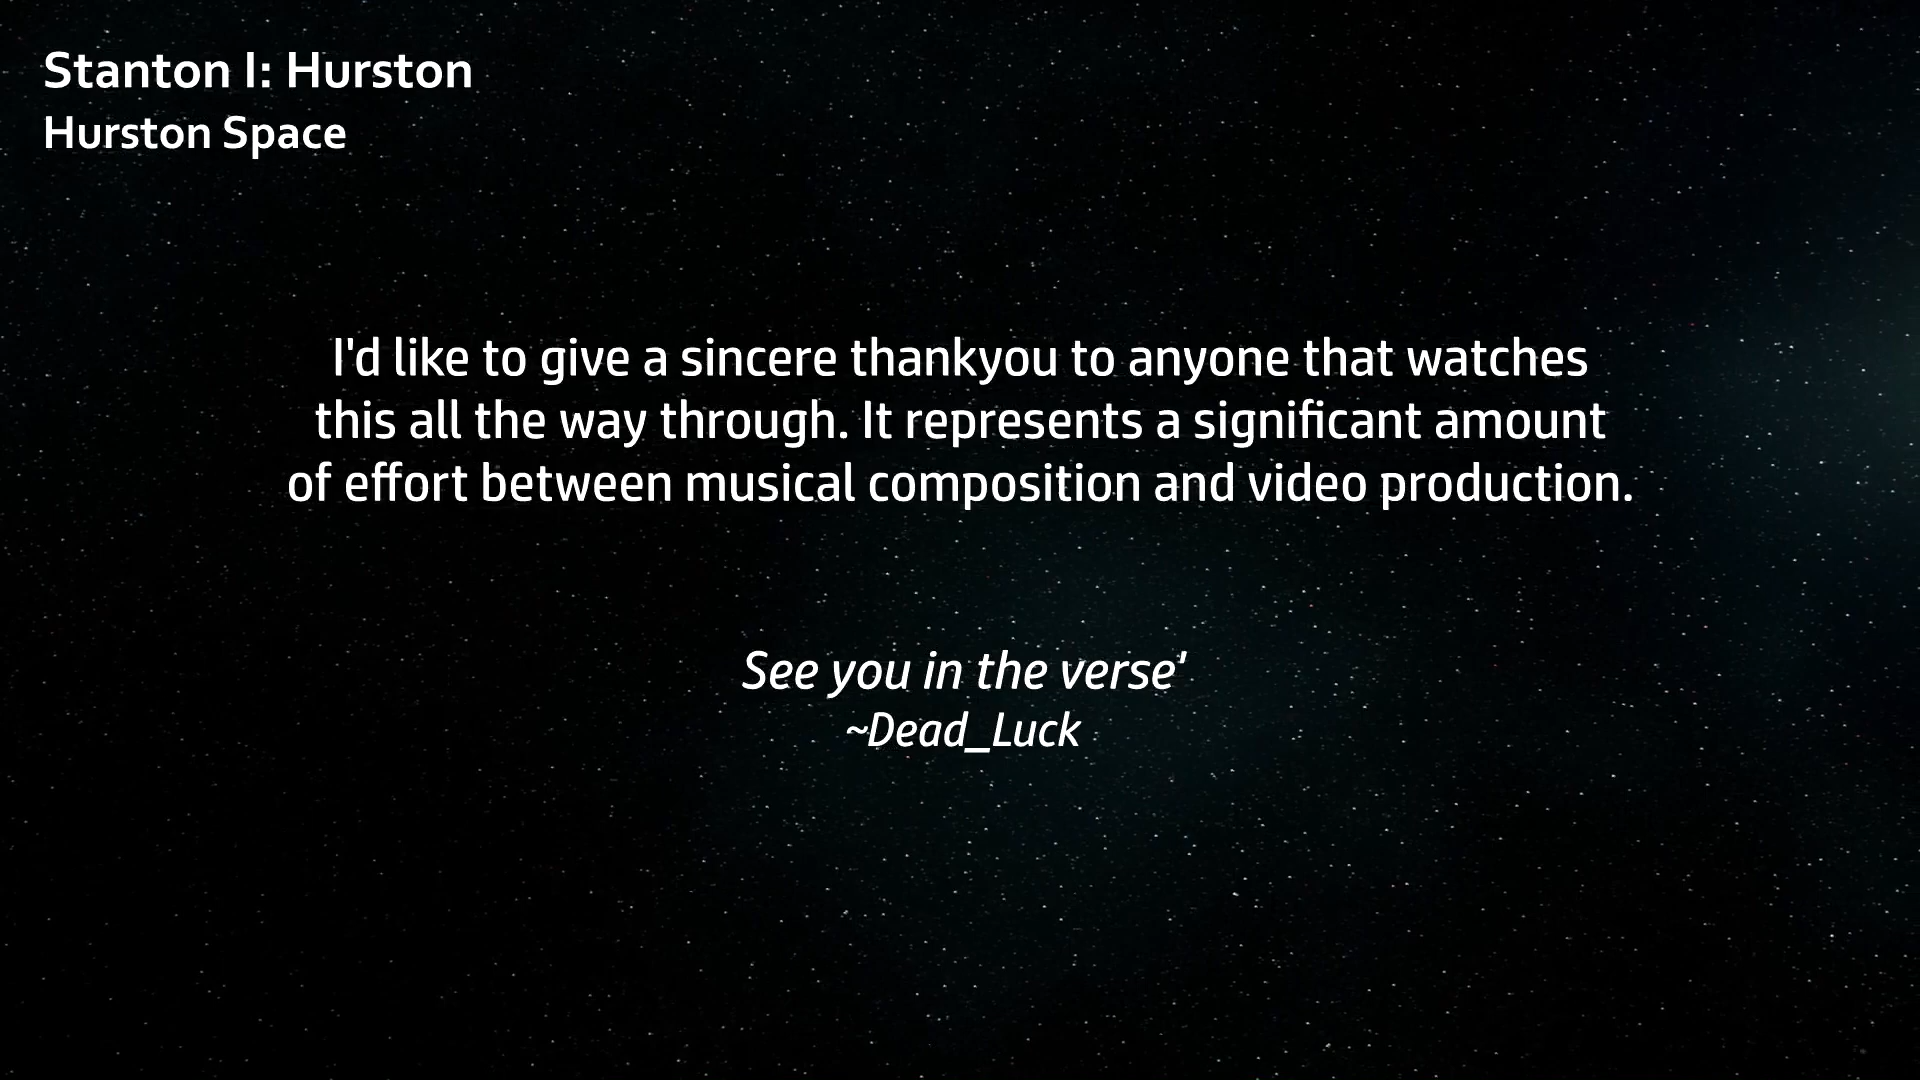 Stanton I: Hurston
Hurston Space
I'd like to give a sincere thankyou to anyone that watches
this all the way through. It represents a significant amount
of effort between musical composition and video production.
See you in the verse'
~Dead_Luck